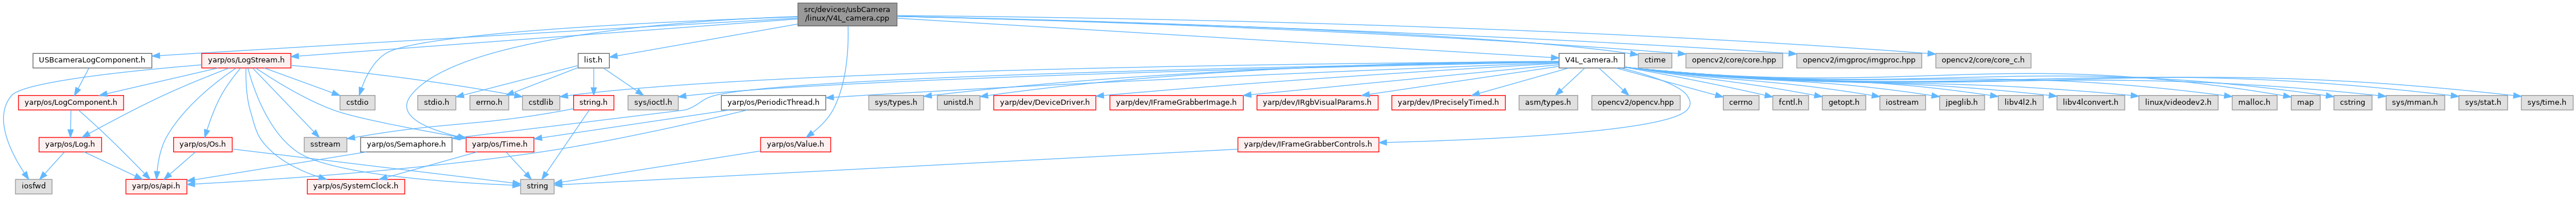 src/devices/usbCamera
/linux/V4L_camera.cpp
USBcameraLogComponent.h
yarp/os/LogStream.h
list.h
V4L_camera.h
ctime
opencv2/core/core.hpp
opencv2/imgproc/imgproc.hpp
opencv2/core/core_c.h
yarp/os/LogComponent.h
cstdio
stdio.h
errno.h
cstdlib
string.h
sys/ioctl.h
yarp/os/PeriodicThread.h
sys/types.h
unistd.h
yarp/dev/DeviceDriver.h
yarp/dev/IFrameGrabberImage.h
yarp/dev/IRgbVisualParams.h
yarp/dev/IPreciselyTimed.h
asm/types.h
opencv2/opencv.hpp
cerrno
fcntl.h
getopt.h
iostream
jpeglib.h
libv4l2.h
libv4lconvert.h
linux/videodev2.h
malloc.h
map
cstring
sys/mman.h
sys/stat.h
sys/time.h
yarp/os/Log.h
yarp/os/Os.h
sstream
yarp/os/Semaphore.h
yarp/os/Time.h
yarp/os/Value.h
yarp/dev/IFrameGrabberControls.h
iosfwd
yarp/os/api.h
yarp/os/SystemClock.h
string